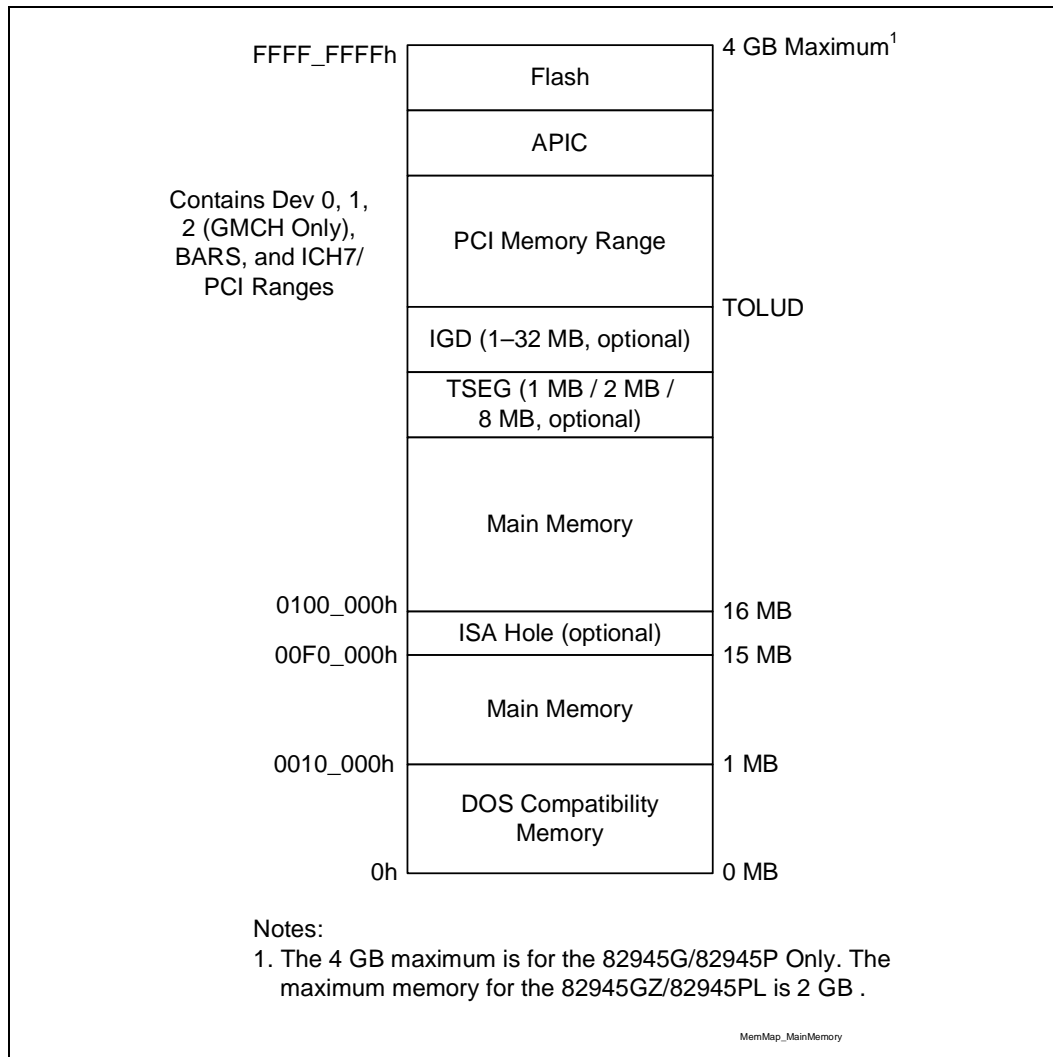 FFFF_FFFFh
4 GB Maximum1
Flash
APIC
Contains Dev 0, 1,
2 (GMCH Only),
BARS, and ICH7/
PCI Ranges
PCI Memory Range
TOLUD
IGD (1–32 MB, optional)
TSEG (1 MB / 2 MB /
8 MB, optional)
Main Memory
0100_000h
16 MB
ISA Hole (optional)
00F0_000h
15 MB
Main Memory
0010_000h
1 MB
DOS Compatibility
Memory
0h
0 MB
Notes:
1. The 4 GB maximum is for the 82945G/82945P Only. The
maximum memory for the 82945GZ/82945PL is 2 GB .
MemMap_MainMemory